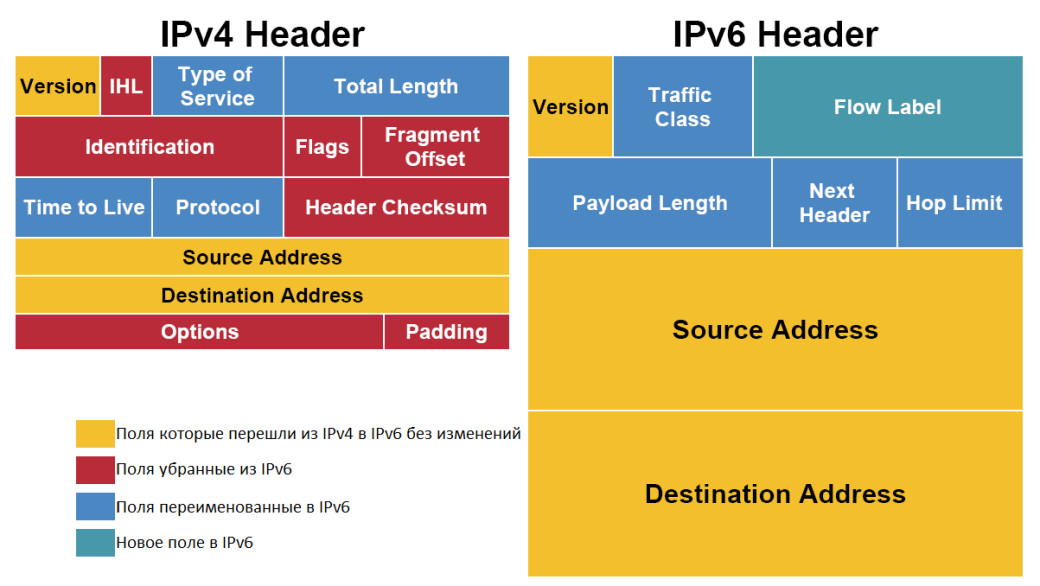 IPv4 Header
Version IHL Type of Service Total Length
Identification Flags Fragment Offset
Time to Live Protocol Header Checksum
Source Address
Destination Address
Options Padding
IPv6 Header
Version Traffic Class Flow Label
Payload Length Next Header Hop Limit
Source Address
Destination Address
Поля которые перешли из IPv4 в IPv6 без изменений
Поля убранные из IPv6
Поля переименованные в IPv6
Новое поле в IPv6